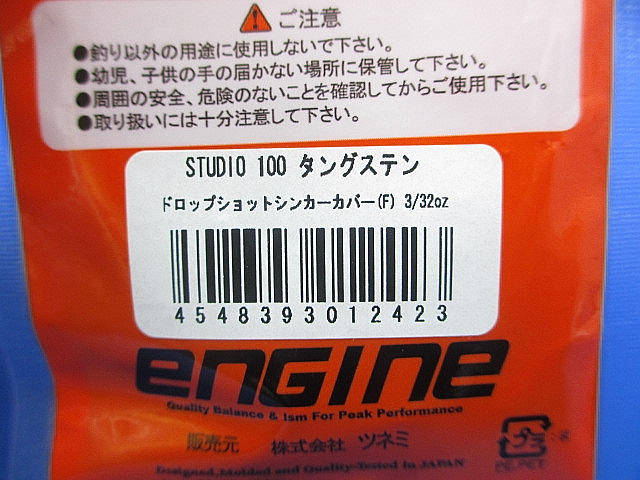 ご注意
●釣り以外の用途に使用しないで下さい。
●幼児、子供の手の届かない場所に保管して下さい。
●周囲の安全、危険のないことを確認してからご使用下さい。
●取り扱いには十分注意して下さい。
STUDIO 100 タングステン
ドロップショットシンカーカバー(F) 3/32oz
4548393012423
engine
Quality Balance & Ism For Peak Performance
販売元 株式会社 ツネミ
プラ
Designed, Molded and Quality-Tested in JAPAN